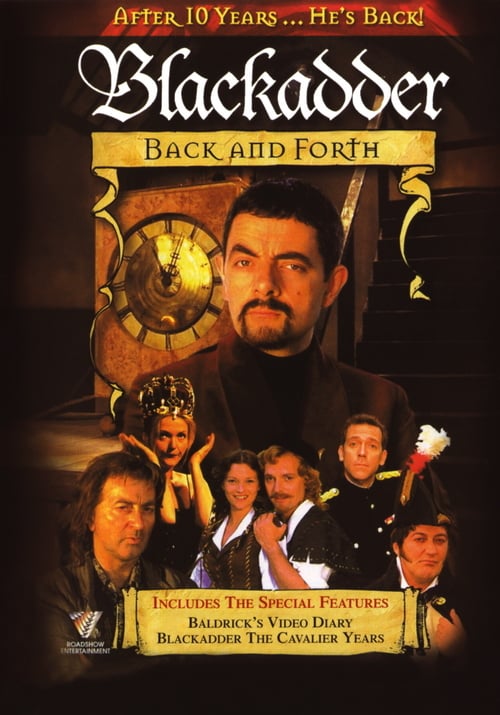 After 10 Years ... He's Back!
Blackadder
Back and Forth
Includes The Special Features
Baldrick's Video Diary
Blackadder The Cavalier Years
Roadshow
Entertainment